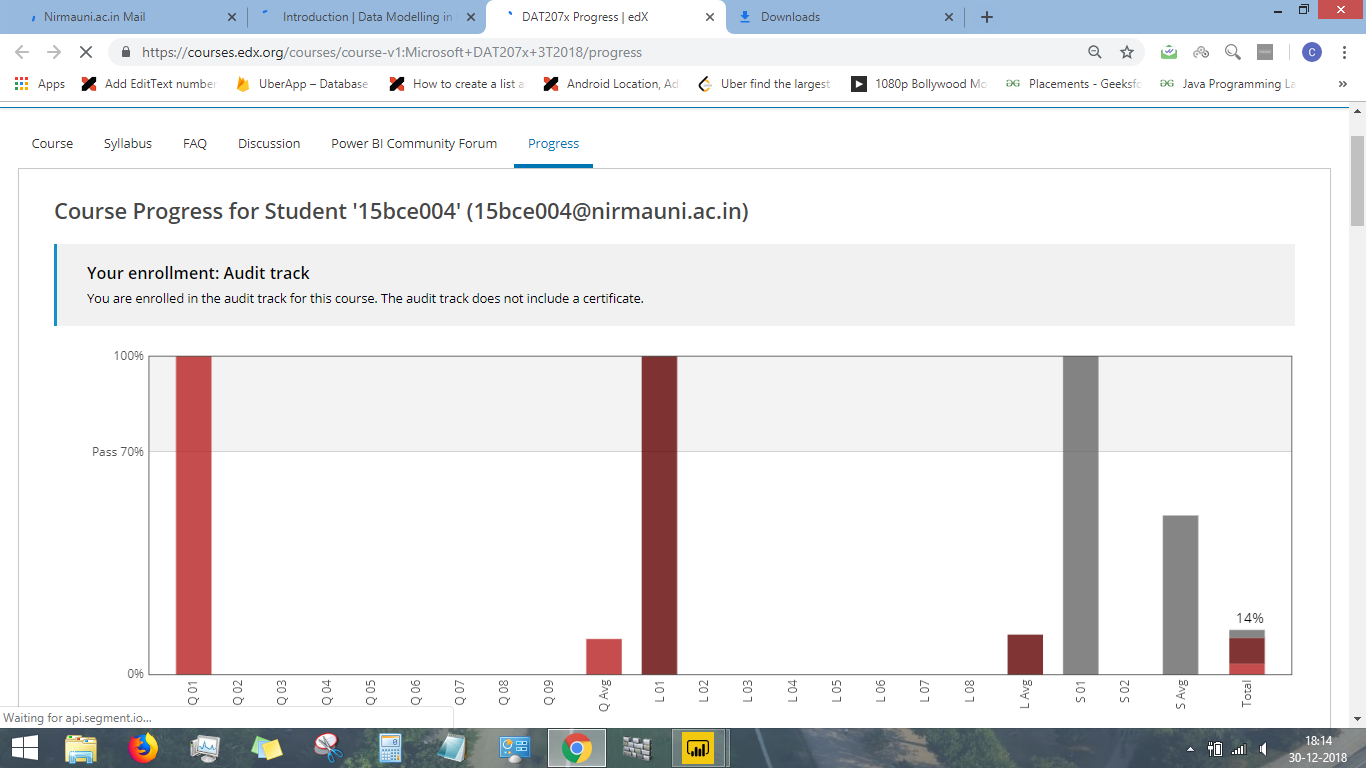 Nirmauni.ac.in Mail
Introduction | Data Modelling in
DAT207x Progress | edX
Downloads
https://courses.edx.org/courses/course-v1:Microsoft+DAT207x+3T2018/progress
C
Apps
Add EditText number
UberApp – Database
How to create a list a
Android Location, Ad
Uber find the largest
1080p Bollywood Mo
Placements - Geeksfo
Java Programming La
Course
Syllabus
FAQ
Discussion
Power BI Community Forum
Progress
Course Progress for Student '15bce004' (15bce004@nirmauni.ac.in)
Your enrollment: Audit track
You are enrolled in the audit track for this course. The audit track does not include a certificate.
100%
Pass 70%
0%
14%
Q 01
Q 02
Q 03
Q 04
Q 05
Q 06
Q 07
Q 08
Q 09
Q Avg
L 01
L 02
L 03
L 04
L 05
L 06
L 07
L 08
L Avg
S 01
S 02
S Avg
Total
Waiting for api.segment.io...
18:14
30-12-2018